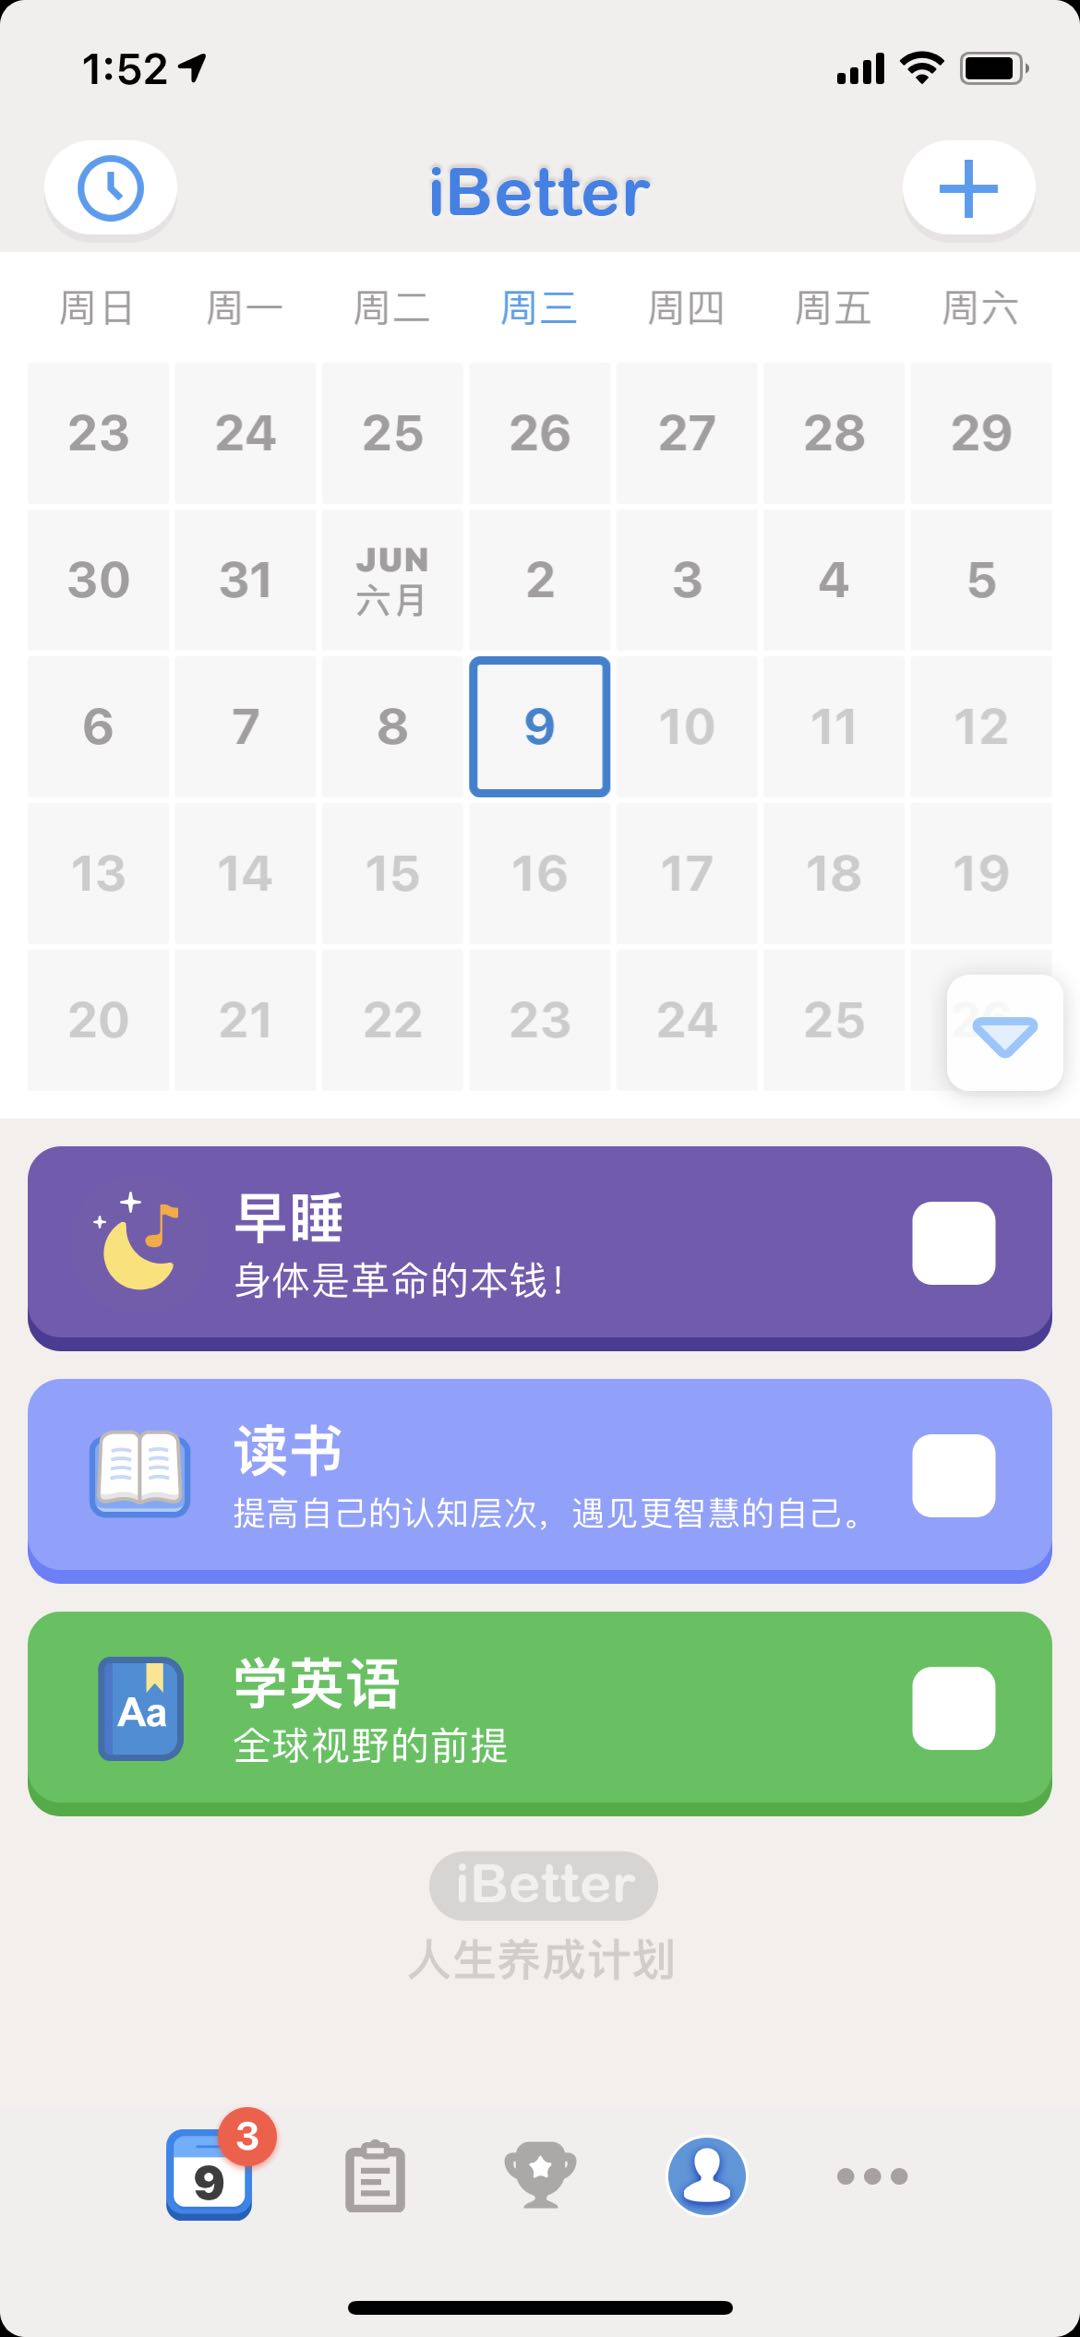 1:52
iBetter
周日 周一 周二 周三 周四 周五 周六
23 24 25 26 27 28 29
30 31 JUN 六月 2 3 4 5
6 7 8 9 10 11 12
13 14 15 16 17 18 19
20 21 22 23 24 25 26
早睡
身体是革命的本钱！
读书
提高自己的认知层次，遇见更智慧的自己。
Aa
学英语
全球视野的前提
iBetter
人生养成计划
3
9